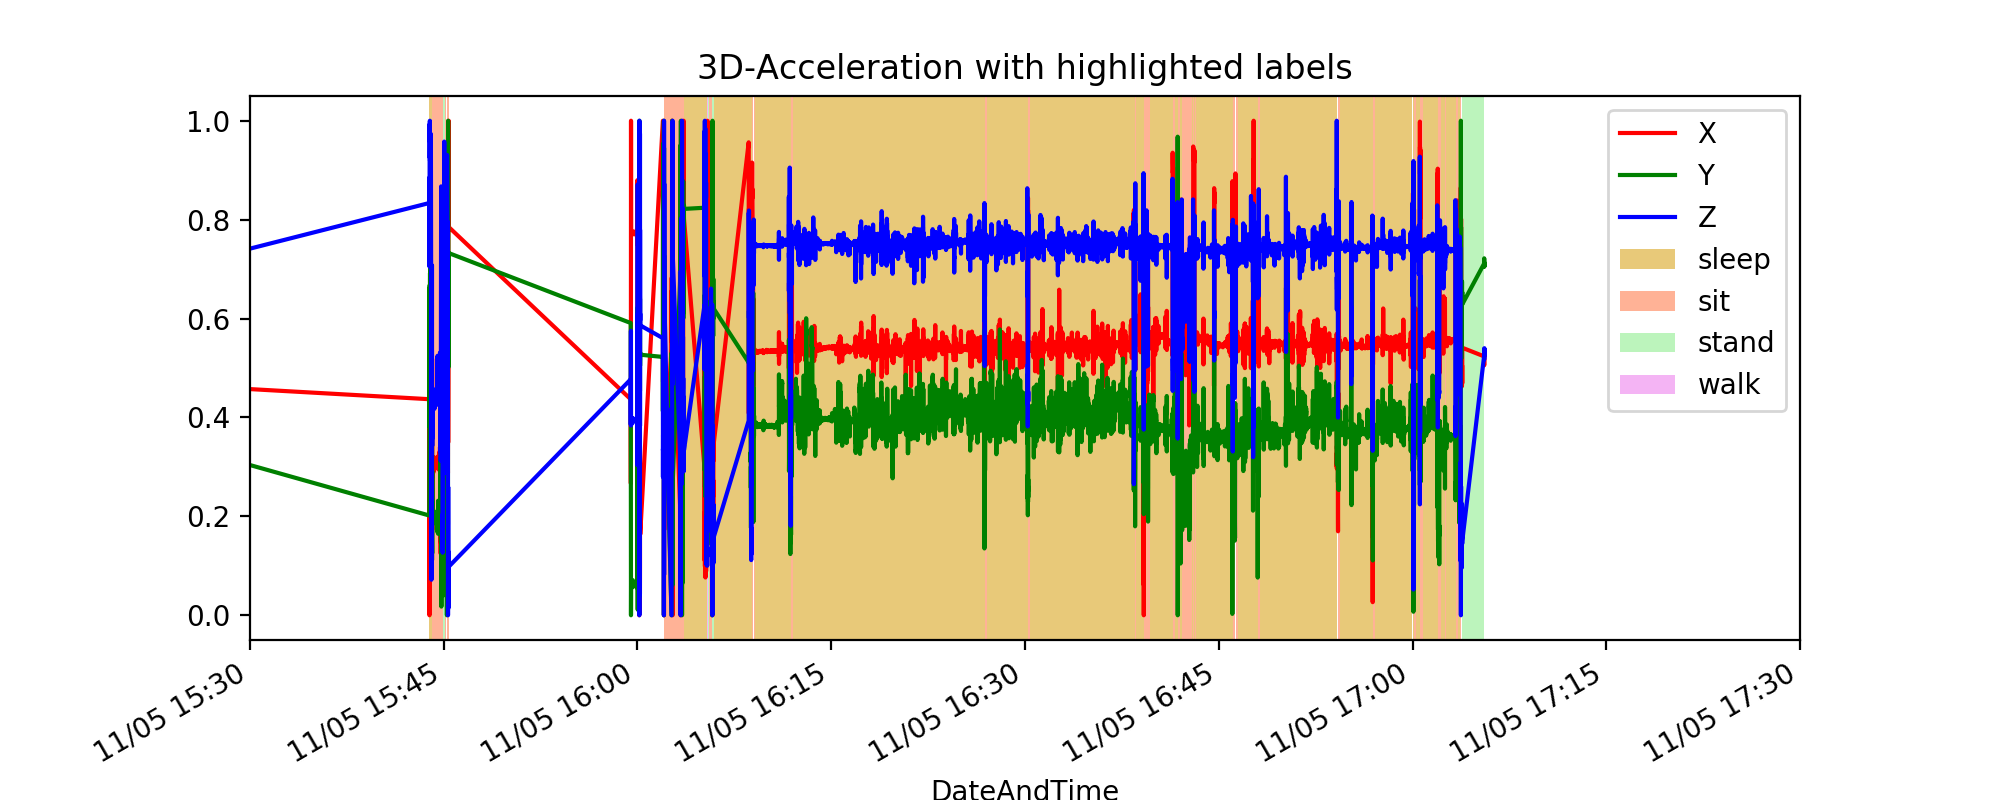 3D-Acceleration with highlighted labels
1.0
0.8
0.6
0.4
0.2
0.0
X
Y
Z
sleep
sit
stand
walk
11/05 15:30
11/05 15:45
11/05 16:00
11/05 16:15
11/05 16:30
11/05 16:45
11/05 17:00
11/05 17:15
11/05 17:30
DateAndTime